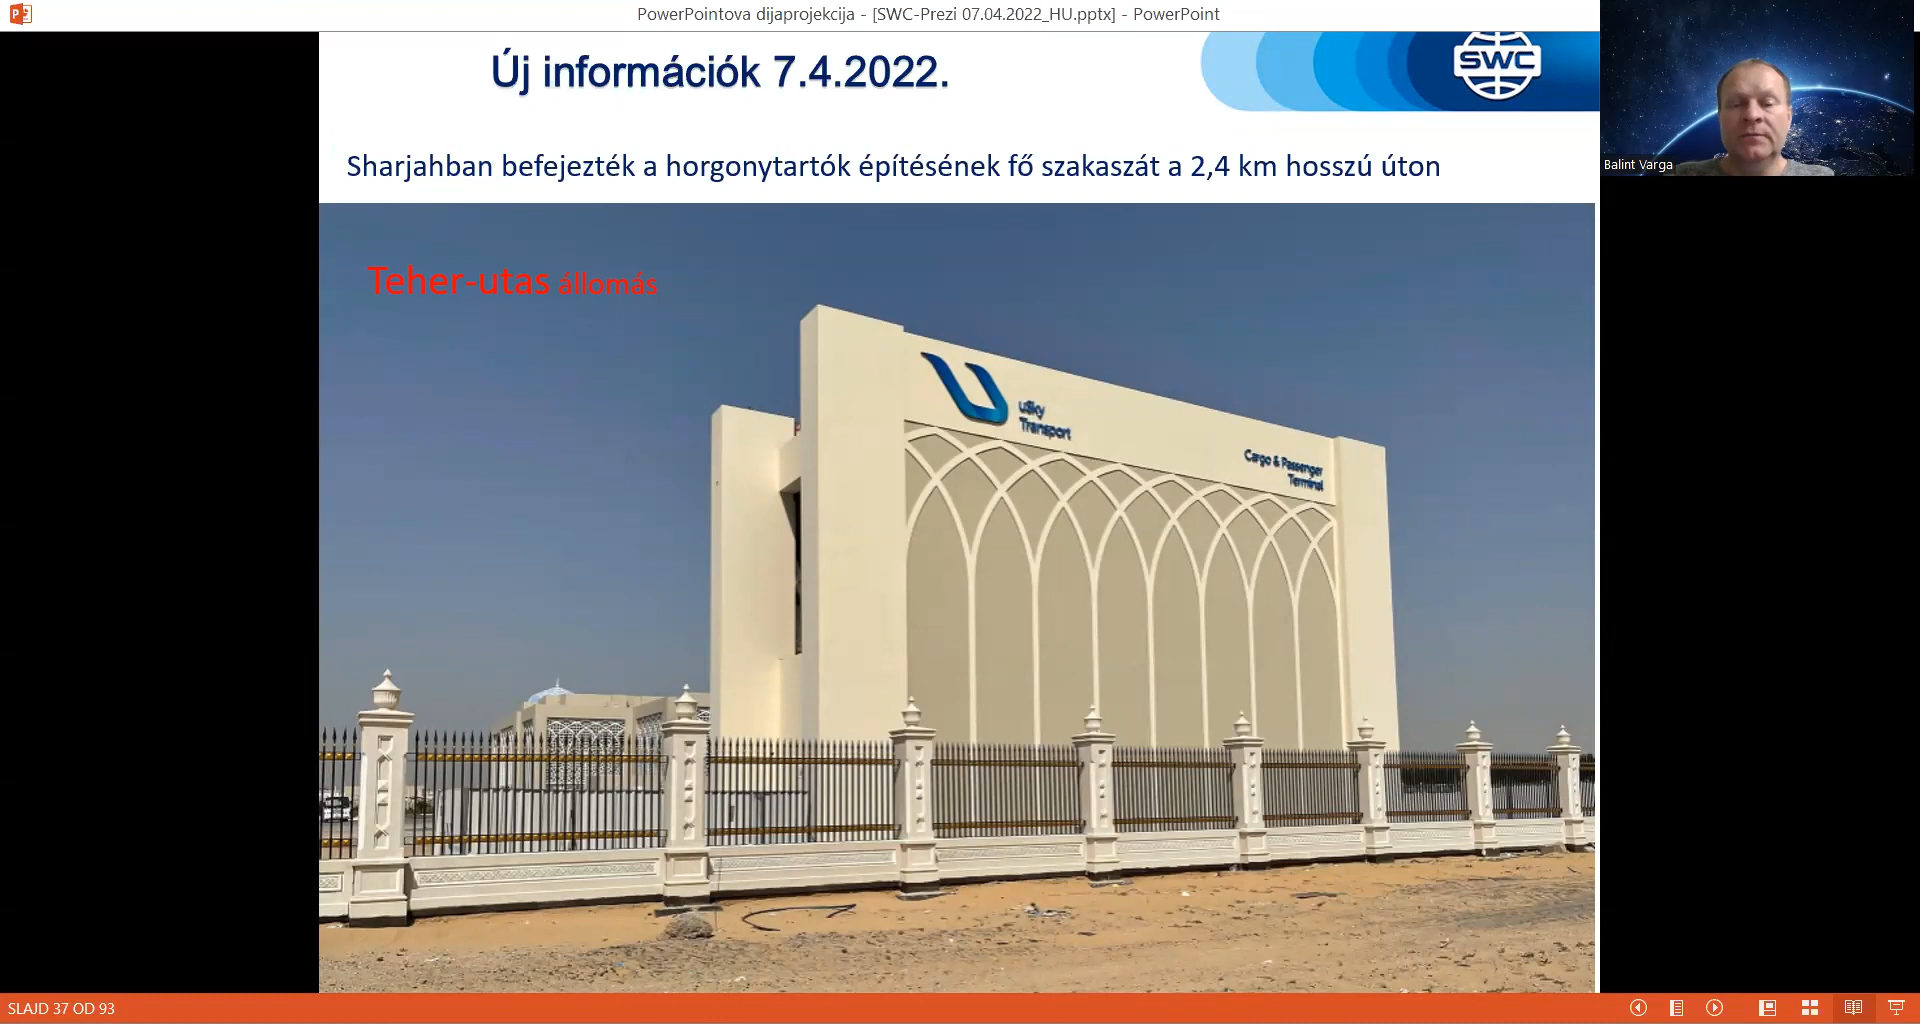 PowerPointova dijaprojekcija - [SWC-Prezi 07.04.2022_HU.pptx] - PowerPoint
Új információk 7.4.2022.
SWC
Balint Varga
Sharjahban befejezték a horgonytartók építésének fő szakaszát a 2,4 km hosszú úton
Teher-utas állomás
uSky
Transport
Cargo & Passenger
Terminal
SLAJD 37 OD 93